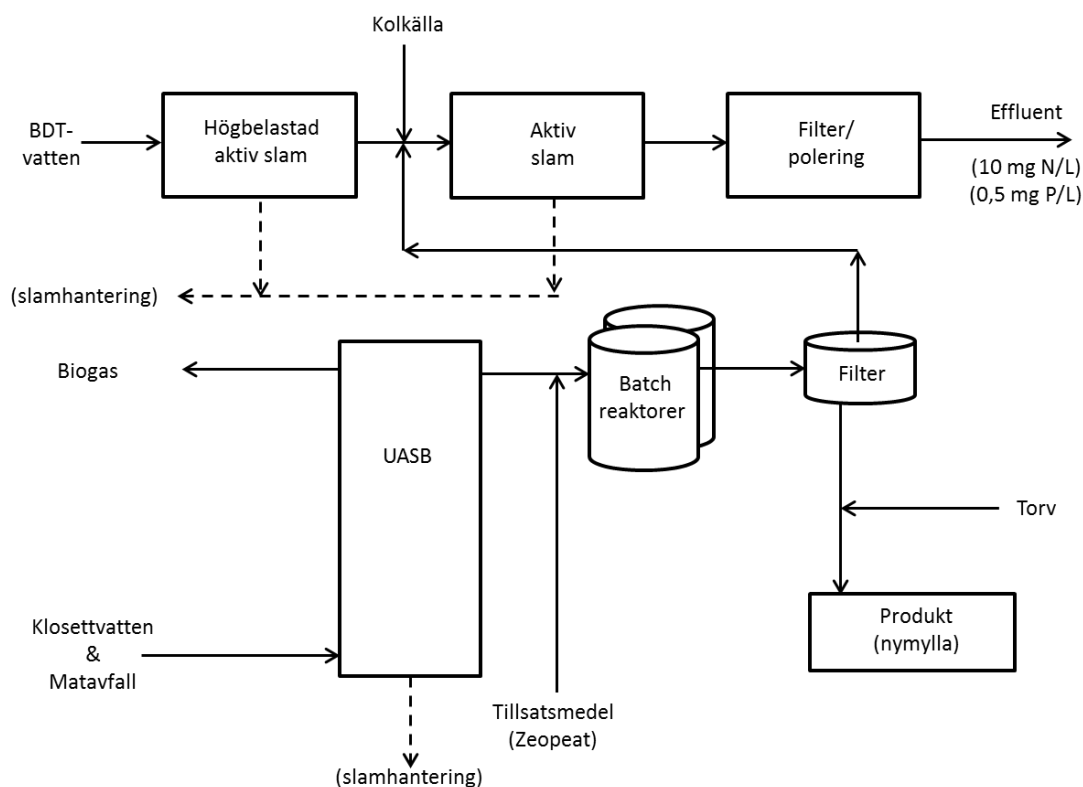 Kolkälla
BDT-
vatten
Högbelastad
aktiv slam
Aktiv
slam
Filter/
polering
Effluent
(10 mg N/L)
(0,5 mg P/L)
(slamhantering)
Biogas
UASB
Batch
reaktorer
Filter
Torv
Produkt
(nymylla)
Klosettvatten
&
Matavfall
Tillsatsmedel
(Zeopeat)
(slamhantering)